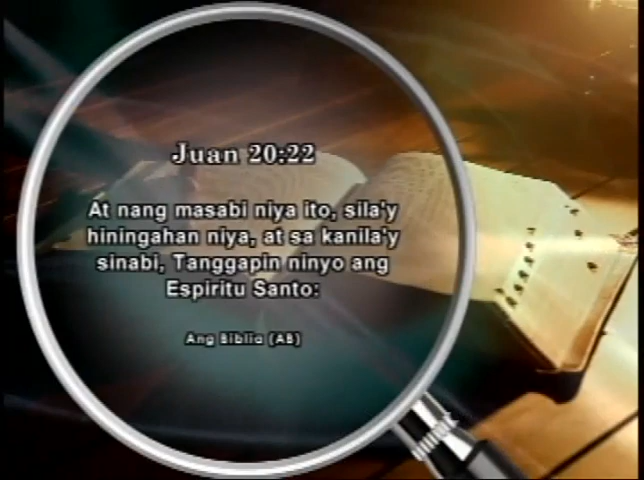 Juan 20:22
At nang masabi niya ito, sila'y
hiningahan niya, at sa kanila'y
sinabi, Tanggapin ninyo ang
Espiritu Santo:
Ang Biblia (AB)